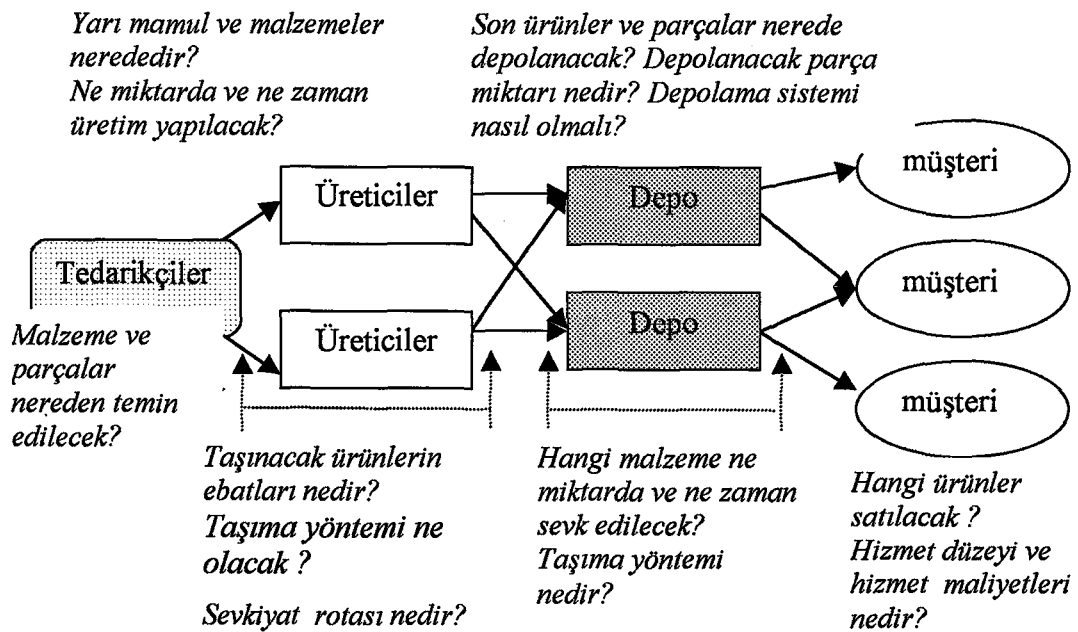 Yarı mamul ve malzemeler
nerededir?
Ne miktarda ve ne zaman
üretim yapılacak?
Son ürünler ve parçalar nerede
depolanacak? Depolanacak parça
miktarı nedir? Depolama sistemi
nasıl olmalı?
Üreticiler
Depo
müşteri
Tedarikçiler
Üreticiler
Depo
müşteri
müşteri
Malzeme ve
parçalar
nereden temin
edilecek?
Taşınacak ürünlerin
ebatları nedir?
Taşıma yöntemi ne
olacak ?
Sevkiyat rotası nedir?
Hangi malzeme ne
miktarda ve ne zaman
sevk edilecek?
Taşıma yöntemi
nedir?
Hangi ürünler
satılacak ?
Hizmet düzeyi ve
hizmet maliyetleri
nedir?